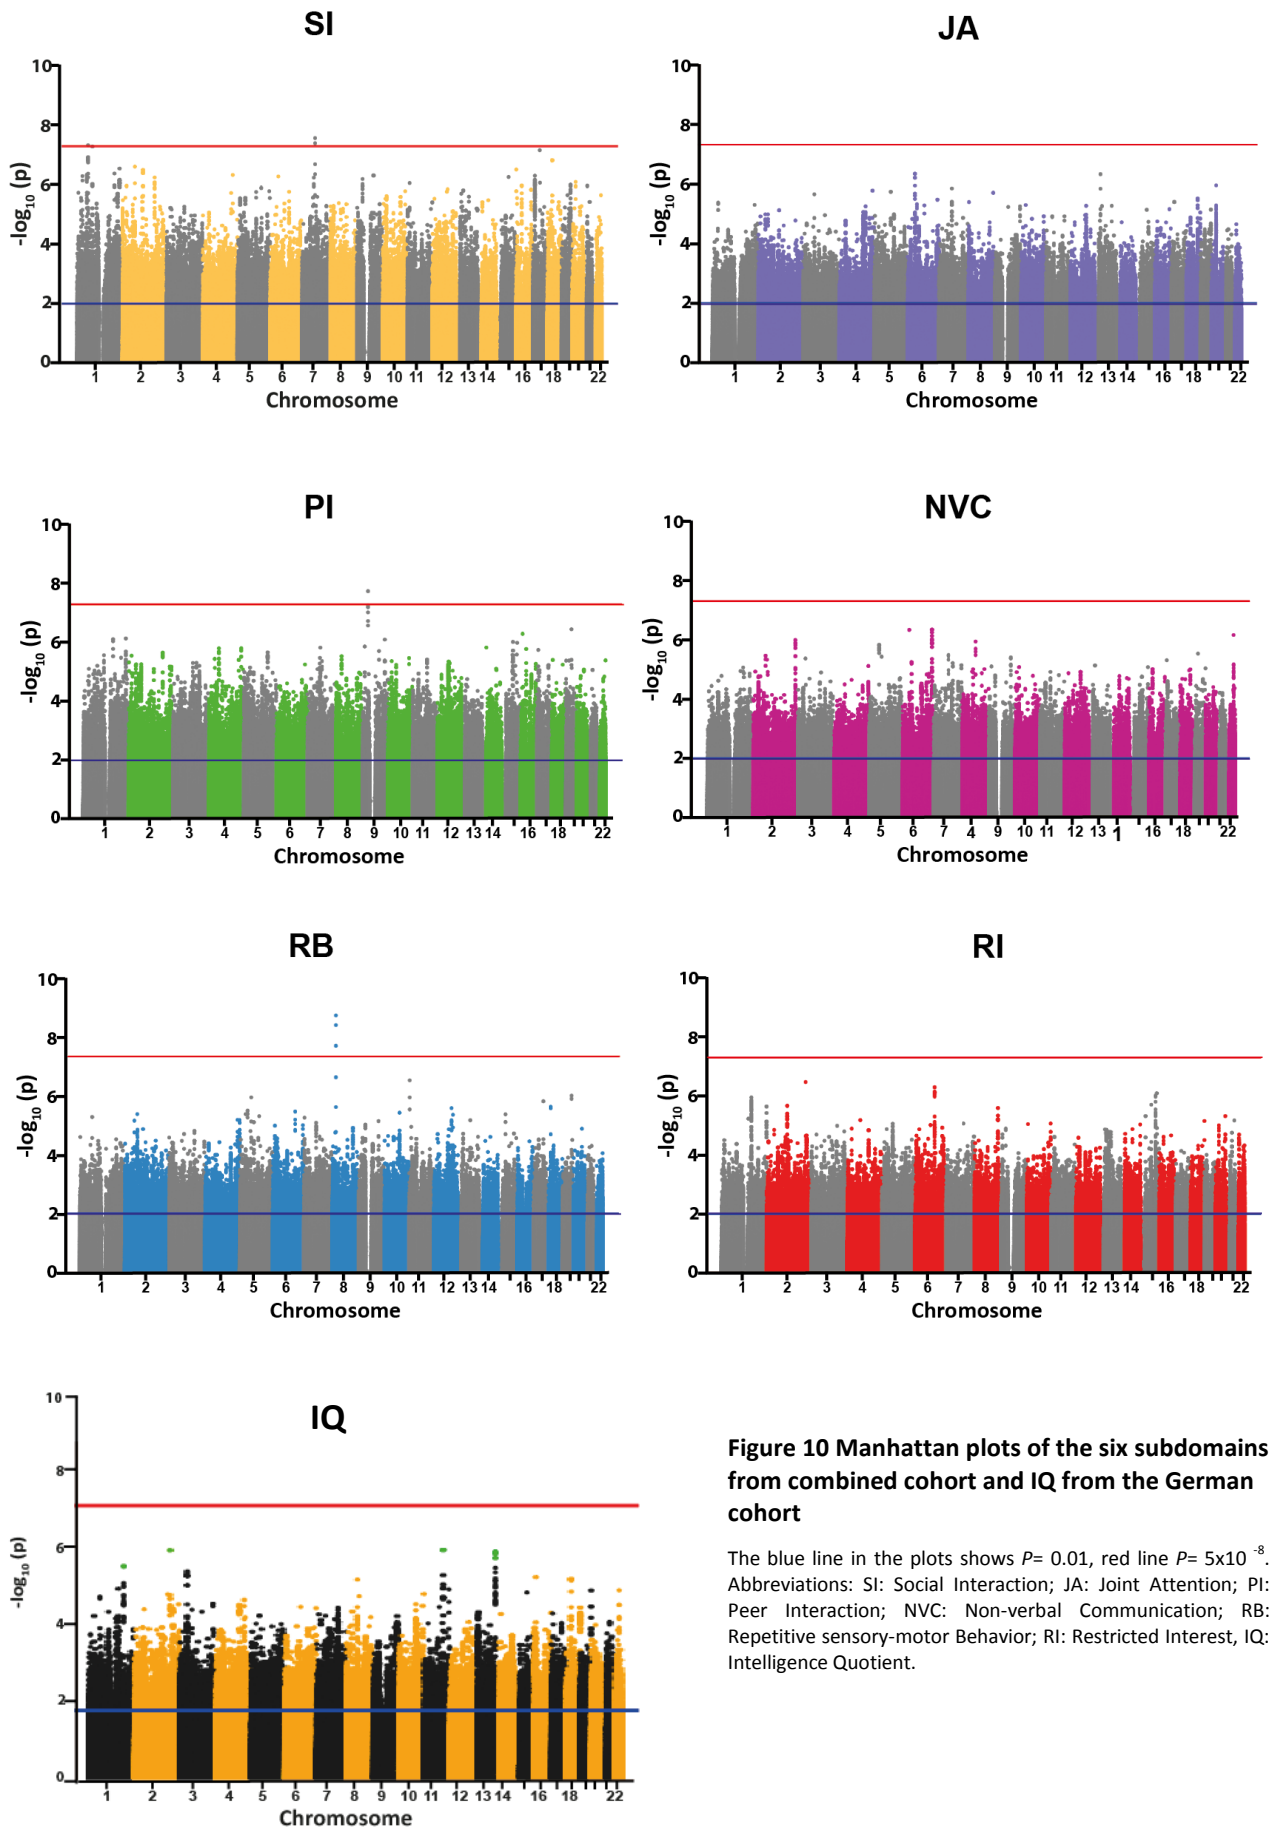 SI
10
8
6
4
2
0
-log10 (p)
1 2 3 4 5 6 7 8 9 10 11 12 13 14 16 18 22
Chromosome
JA
10
8
6
4
2
0
-log10 (p)
1 2 3 4 5 6 7 8 9 10 11 12 13 14 16 18 22
Chromosome
PI
10
8
6
4
2
0
-log10 (p)
1 2 3 4 5 6 7 8 9 10 11 12 13 14 16 18 22
Chromosome
NVC
10
8
6
4
2
0
-log10 (p)
1 2 3 4 5 6 7 4 9 10 11 12 13 1 16 18 22
Chromosome
RB
10
8
6
4
2
0
-log10 (p)
1 2 3 4 5 6 7 8 9 10 11 12 13 14 16 18 22
Chromosome
RI
10
8
6
4
2
0
-log10 (p)
1 2 3 4 5 6 7 8 9 10 11 12 13 14 16 18 22
Chromosome
IQ
10
8
6
4
2
0
-log10 (p)
1 2 3 4 5 6 7 8 9 10 11 12 13 14 16 18 22
Chromosome
Figure 10 Manhattan plots of the six subdomains
from combined cohort and IQ from the German
cohort
The blue line in the plots shows P= 0.01, red line P= 5x10 -8.
Abbreviations: SI: Social Interaction; JA: Joint Attention; PI:
Peer Interaction; NVC: Non-verbal Communication; RB:
Repetitive sensory-motor Behavior; RI: Restricted Interest, IQ:
Intelligence Quotient.